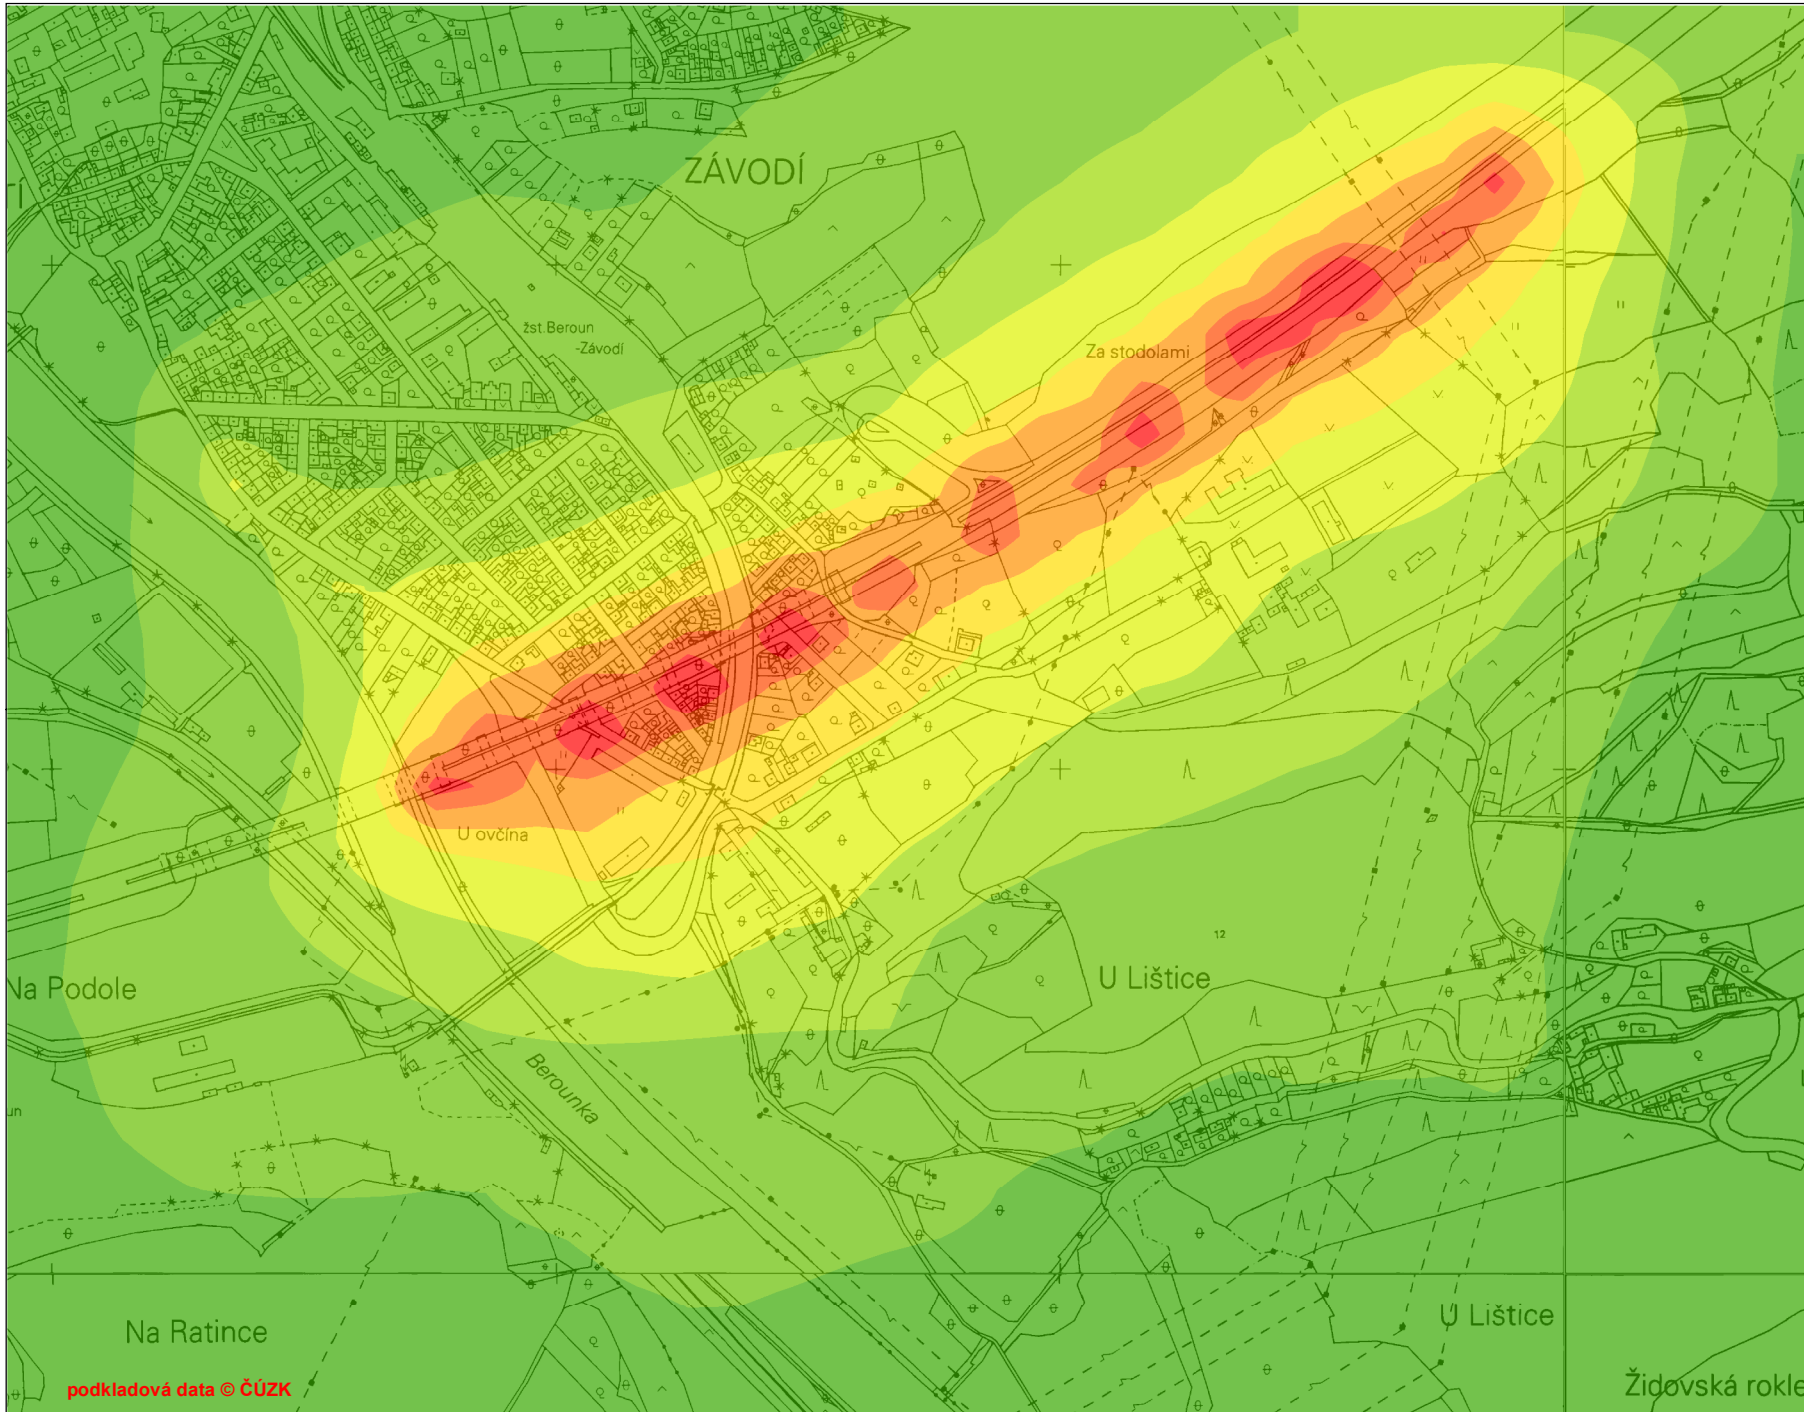 ZÁVODÍ
žst.Beroun
-Závodí
Za stodolami
U ovčína
Na Podole
12
U Lištice
Berounka
Na Ratince
U Lištice
podkladová data © ČÚZK
Židovská rokle